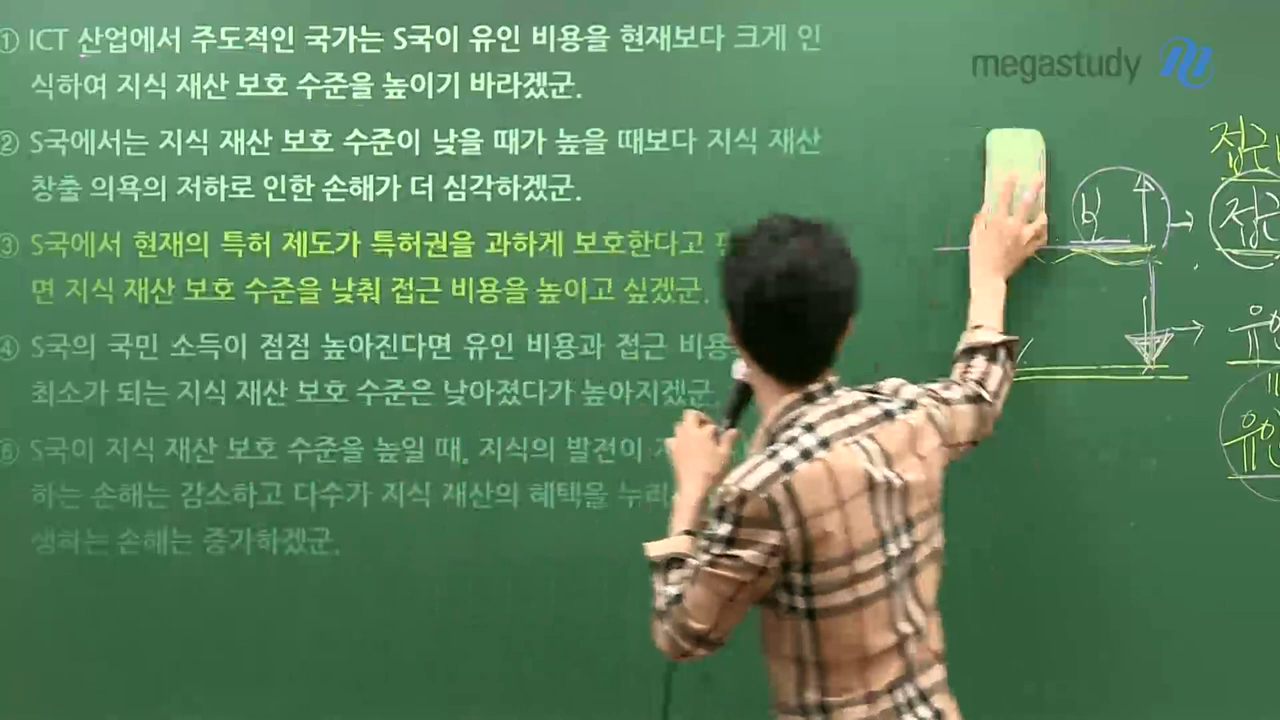 ① ICT 산업에서 주도적인 국가는 S국이 유인 비용을 현재보다 크게 인
식하여 지식 재산 보호 수준을 높이기 바라겠군.
② S국에서는 지식 재산 보호 수준이 낮을 때가 높을 때보다 지식 재산
창출 의욕의 저하로 인한 손해가 더 심각하겠군.
③ S국에서 현재의 특허 제도가 특허권을 과하게 보호한다고
면 지식 재산 보호 수준을 낮춰 접근 비용을 높이고 싶겠군.
④ S국의 국민 소득이 점점 높아진다면 유인 비용과 접근 비용
최소가 되는 지식 재산 보호 수준은 낮아졌다가 높아지겠군.
⑤ S국이 지식 재산 보호 수준을 높일 때, 지식의 발전이
하는 손해는 감소하고 다수가 지식 재산의 혜택을 누리
생하는 손해는 증가하겠군.
megastudy
접근
보
접근
유인
유인